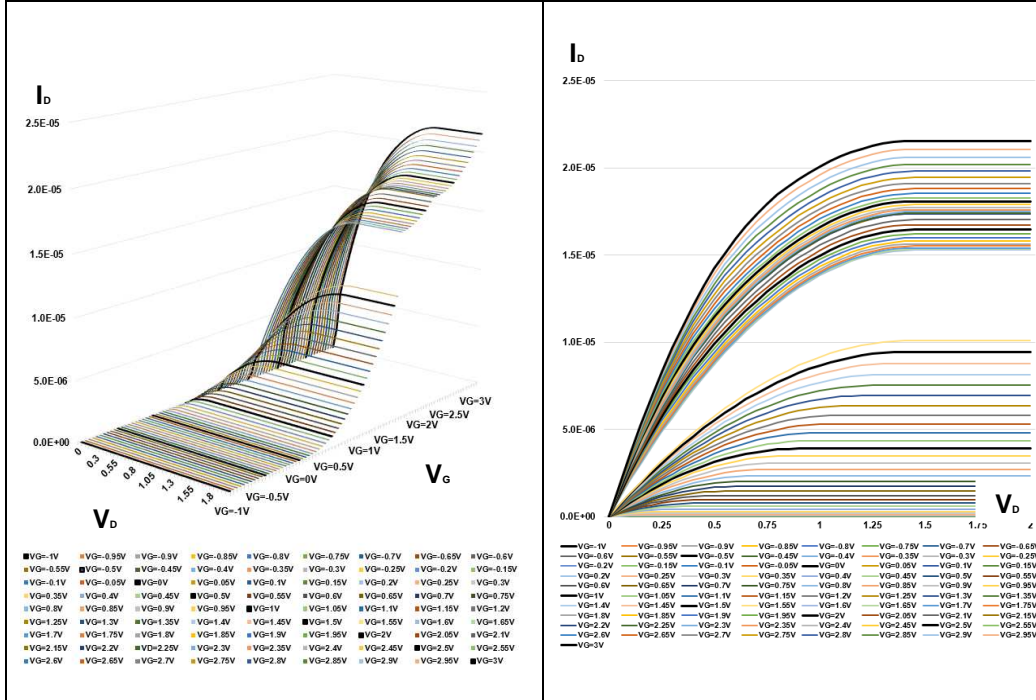 I_D
2.5E-05
2.0E-05
1.5E-05
1.0E-05
5.0E-06
0.0E+00
0 0.3 0.55 0.8 1.05 1.3 1.55 1.8
V_D
VG=-1V
VG=-0.5V
VG=0V
VG=0.5V
VG=1V
VG=1.5V
VG=2V
VG=2.5V
VG=3V
V_G
VG=-1V VG=-0.95V VG=-0.9V VG=-0.85V VG=-0.8V VG=-0.75V VG=-0.7V VG=-0.65V VG=-0.6V
VG=-0.55V VG=-0.5V VG=-0.45V VG=-0.4V VG=-0.35V VG=-0.3V VG=-0.25V VG=-0.2V VG=-0.15V
VG=-0.1V VG=-0.05V VG=0V VG=0.05V VG=0.1V VG=0.15V VG=0.2V VG=0.25V VG=0.3V
VG=0.35V VG=0.4V VG=0.45V VG=0.5V VG=0.55V VG=0.6V VG=0.65V VG=0.7V VG=0.75V
VG=0.8V VG=0.85V VG=0.9V VG=0.95V VG=1V VG=1.05V VG=1.1V VG=1.15V VG=1.2V
VG=1.25V VG=1.3V VG=1.35V VG=1.4V VG=1.45V VG=1.5V VG=1.55V VG=1.6V VG=1.65V
VG=1.7V VG=1.75V VG=1.8V VG=1.85V VG=1.9V VG=1.95V VG=2V VG=2.05V VG=2.1V
VG=2.15V VG=2.2V VD=2.25V VG=2.3V VG=2.35V VG=2.4V VG=2.45V VG=2.5V VG=2.55V
VG=2.6V VG=2.65V VG=2.7V VG=2.75V VG=2.8V VG=2.85V VG=2.9V VG=2.95V VG=3V
I_D
2.5E-05
2.0E-05
1.5E-05
1.0E-05
5.0E-06
0.0E+00
0 0.25 0.5 0.75 1 1.25 1.5 1.75 2
V_D
VG=-1V VG=-0.95V VG=-0.9V VG=-0.85V VG=-0.8V VG=-0.75V VG=-0.7V VG=-0.65V
VG=-0.6V VG=-0.55V VG=-0.5V VG=-0.45V VG=-0.4V VG=-0.35V VG=-0.3V VG=-0.25V
VG=-0.2V VG=-0.15V VG=-0.1V VG=-0.05V VG=0V VG=0.05V VG=0.1V VG=0.15V
VG=0.2V VG=0.25V VG=0.3V VG=0.35V VG=0.4V VG=0.45V VG=0.5V VG=0.55V
VG=0.6V VG=0.65V VG=0.7V VG=0.75V VG=0.8V VG=0.85V VG=0.9V VG=0.95V
VG=1V VG=1.05V VG=1.1V VG=1.15V VG=1.2V VG=1.25V VG=1.3V VG=1.35V
VG=1.4V VG=1.45V VG=1.5V VG=1.55V VG=1.6V VG=1.65V VG=1.7V VG=1.75V
VG=1.8V VG=1.85V VG=1.9V VG=1.95V VG=2V VG=2.05V VG=2.1V VG=2.15V
VG=2.2V VG=2.25V VG=2.3V VG=2.35V VG=2.4V VG=2.45V VG=2.5V VG=2.55V
VG=2.6V VG=2.65V VG=2.7V VG=2.75V VG=2.8V VG=2.85V VG=2.9V VG=2.95V
VG=3V